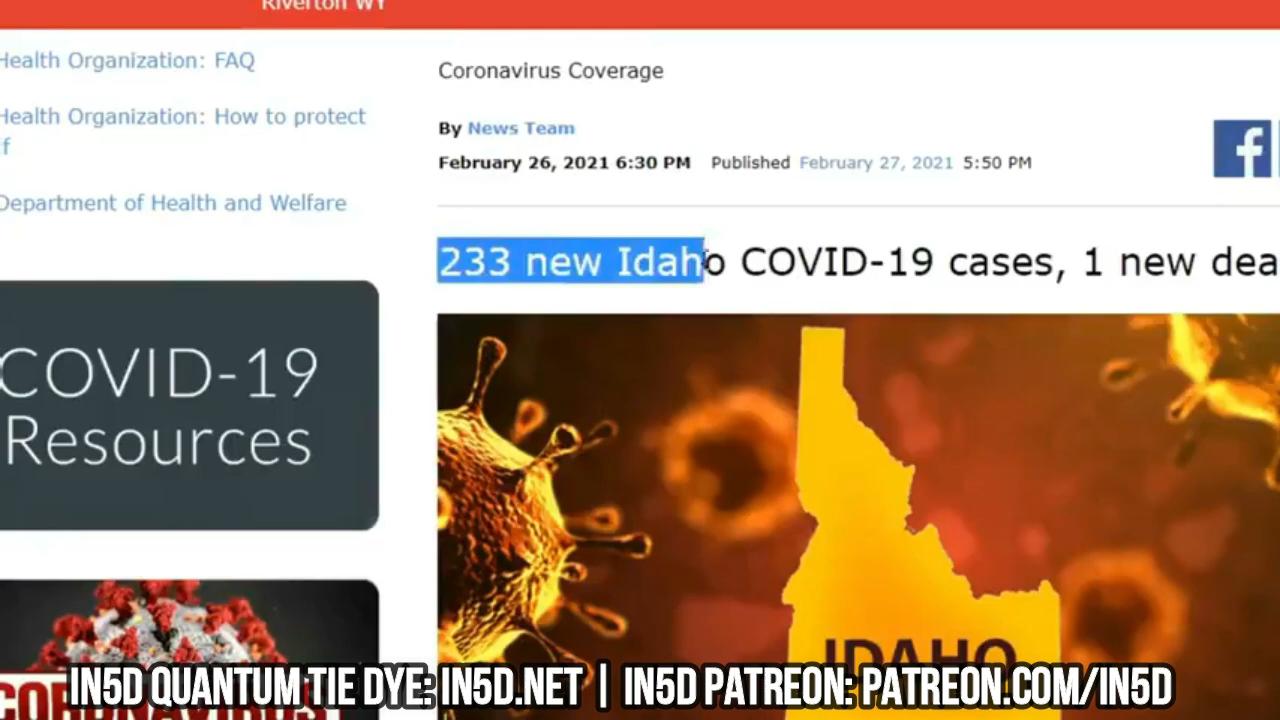 Riverton WY
Health Organization: FAQ
Health Organization: How to protect
f
Department of Health and Welfare
COVID-19
Resources
Coronavirus Coverage
By News Team
February 26, 2021 6:30 PM Published February 27, 2021 5:50 PM
f
233 new Idaho COVID-19 cases, 1 new dea
IDAHO
CORONAVIRUS
IN5D QUANTUM TIE DYE: IN5D.NET | IN5D PATREON: PATREON.COM/IN5D